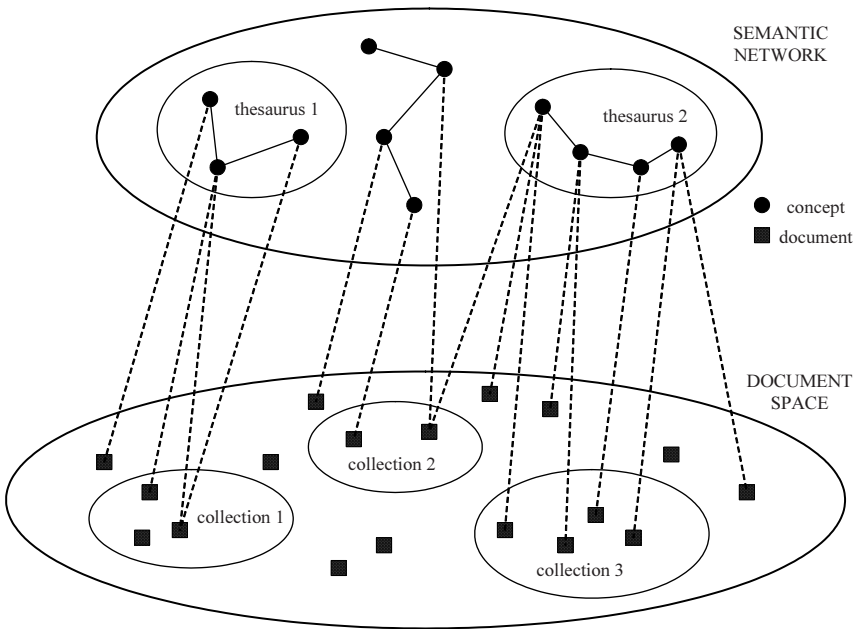 SEMANTIC
NETWORK
thesaurus 1
thesaurus 2
concept
document
DOCUMENT
SPACE
collection 2
collection 1
collection 3